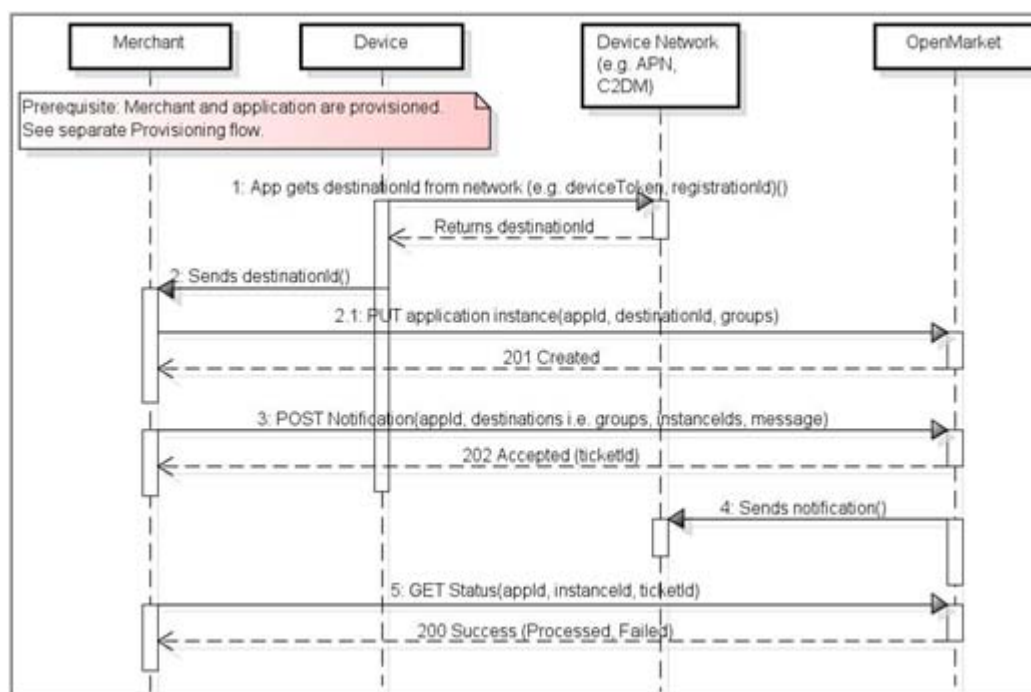 Merchant
Device
Device Network
(e.g. APN,
C2DM)
OpenMarket
Prerequisite: Merchant and application are provisioned.
See separate Provisioning flow.
1: App gets destinationId from network (e.g. deviceToken, registrationId)()
Returns destinationId
2: Sends destinationId()
2.1: PUT application instance(appId, destinationId, groups)
201 Created
3: POST Notification(appId, destinations i.e. groups, instanceIds, message)
202 Accepted (ticketId)
4: Sends notification()
5: GET Status(appId, instanceId, ticketId)
200 Success (Processed, Failed)